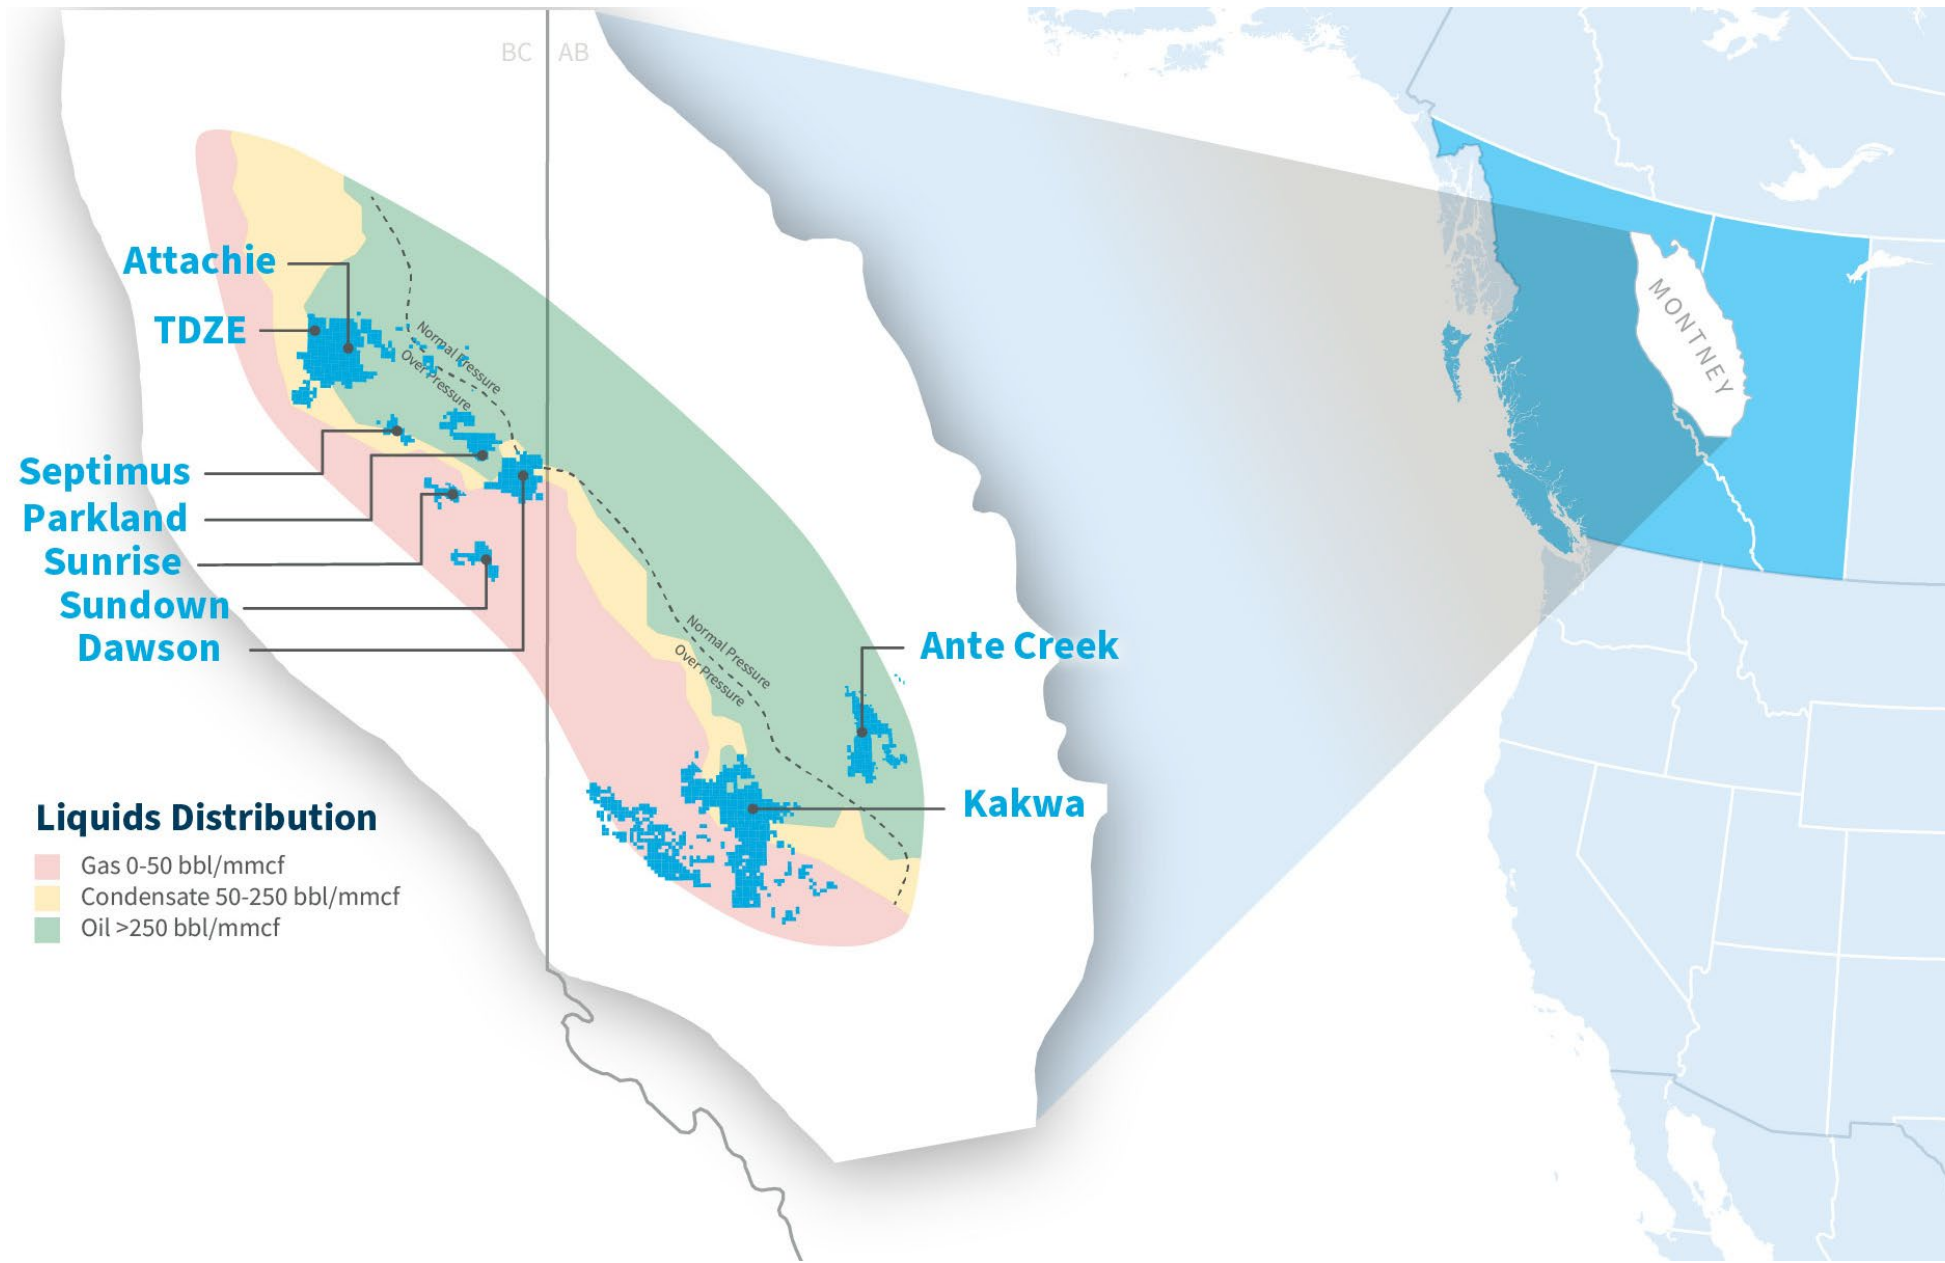 BC
AB
Attachie
TDZE
Normal Pressure
Over Pressure
Septimus
Parkland
Sunrise
Sundown
Dawson
Normal Pressure
Over Pressure
Ante Creek
Kakwa
MONTNEY
Liquids Distribution
Gas 0-50 bbl/mmcf
Condensate 50-250 bbl/mmcf
Oil >250 bbl/mmcf